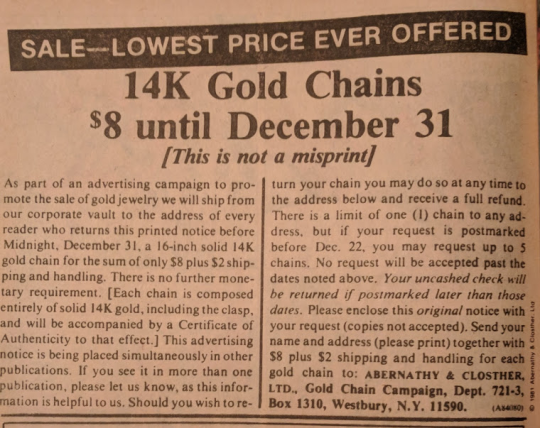 SALE—LOWEST PRICE EVER OFFERED
14K Gold Chains
$8 until December 31
[This is not a misprint]
As part of an advertising campaign to pro-
mote the sale of gold jewelry we will ship from
our corporate vault to the address of every
reader who returns this printed notice before
Midnight, December 31, a 16-inch solid 14K
gold chain for the sum of only $8 plus $2 ship-
ping and handling. There is no further mone-
tary requirement. [Each chain is composed
entirely of solid 14K gold, including the clasp,
and will be accompanied by a Certificate of
Authenticity to that effect.] This advertising
notice is being placed simultaneously in other
publications. If you see it in more than one
publication, please let us know, as this infor-
mation is helpful to us. Should you wish to re-
turn your chain you may do so at any time to
the address below and receive a full refund.
There is a limit of one (1) chain to any ad-
dress, but if your request is postmarked
before Dec. 22, you may request up to 5
chains. No request will be accepted past the
dates noted above. Your uncashed check will
be returned if postmarked later than those
dates. Please enclose this original notice with
your request (copies not accepted). Send your
name and address (please print) together with
$8 plus $2 shipping and handling for each
gold chain to: ABERNATHY & CLOSTHER,
LTD., Gold Chain Campaign, Dept. 721-3,
Box 1310, Westbury, N.Y. 11590.
© 1981 Abernathy & Closther, Ltd.